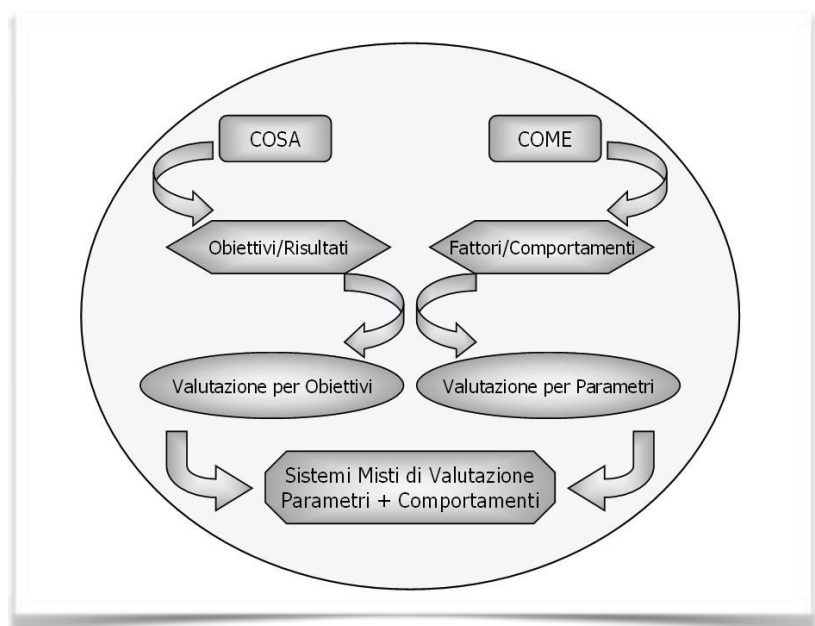 COSA
COME
Obiettivi/Risultati
Fattori/Comportamenti
Valutazione per Obiettivi
Valutazione per Parametri
Sistemi Misti di Valutazione
Parametri + Comportamenti